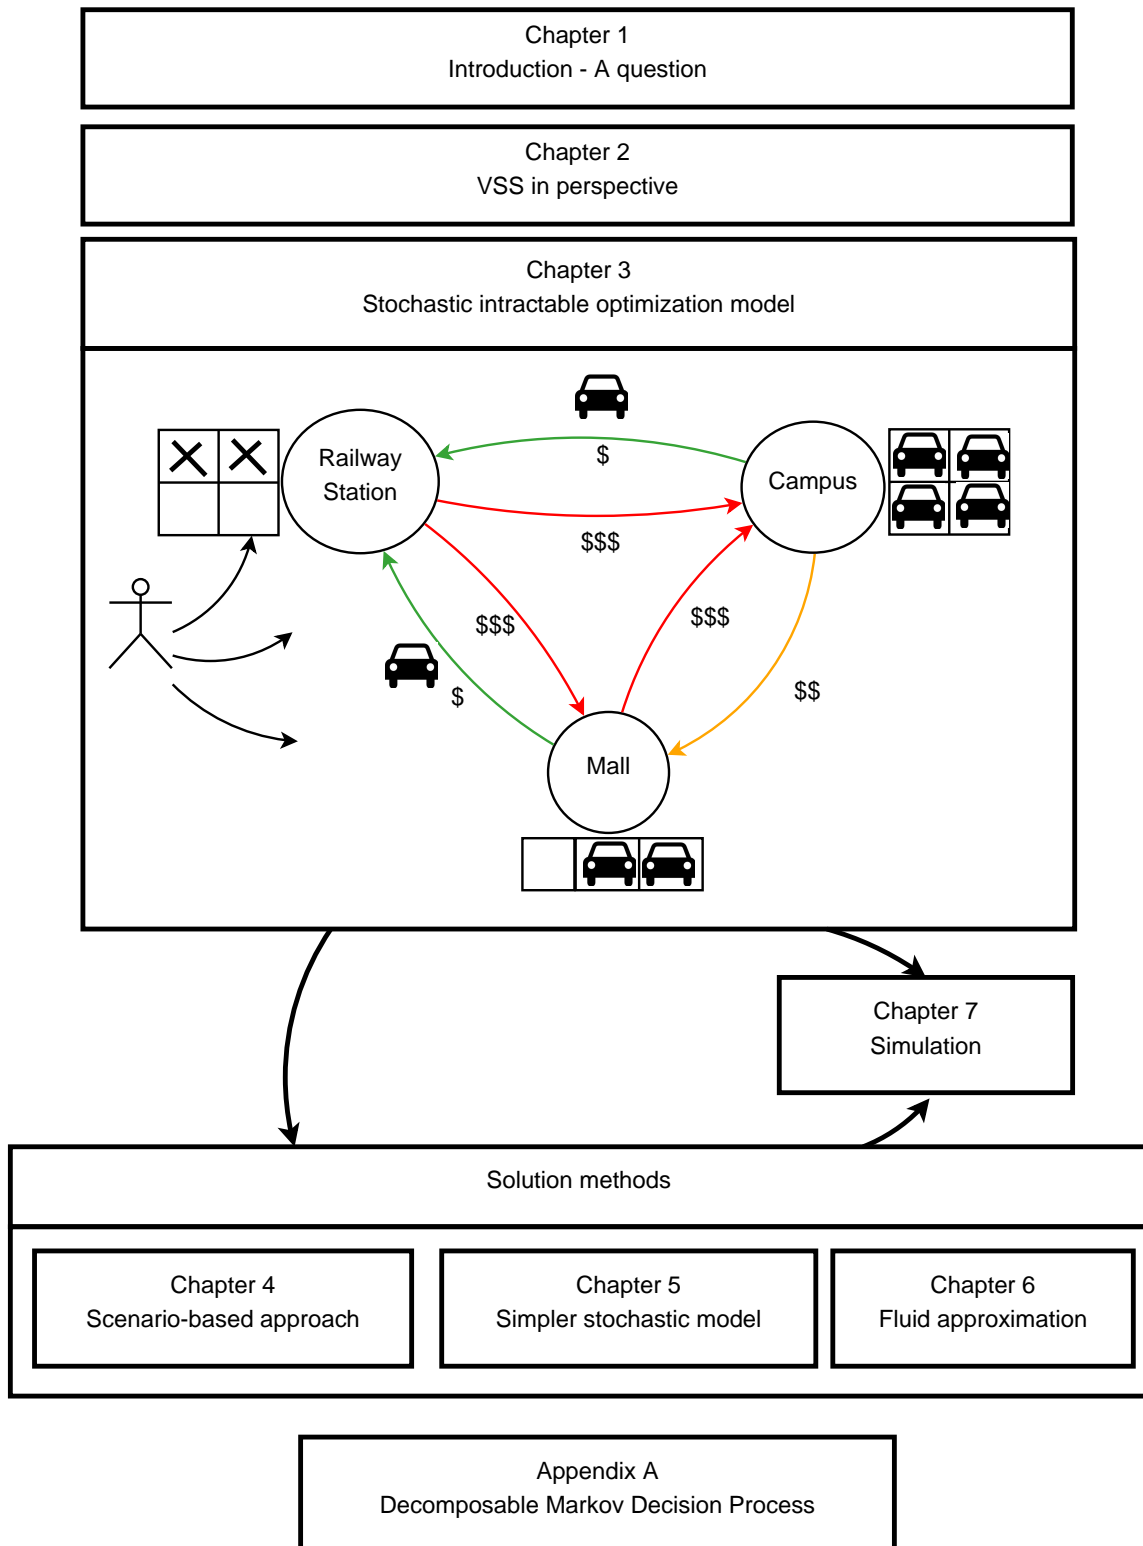 Chapter 1
Introduction - A question
Chapter 2
VSS in perspective
Chapter 3
Stochastic intractable optimization model
Railway
Station
Campus
$
$$$
$$$
$$$
$
$$
Mall
Chapter 7
Simulation
Solution methods
Chapter 4
Scenario-based approach
Chapter 5
Simpler stochastic model
Chapter 6
Fluid approximation
Appendix A
Decomposable Markov Decision Process